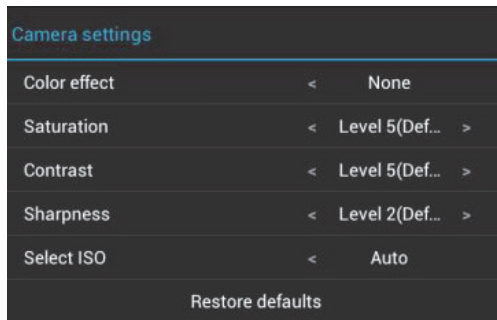 Camera settings
Color effect < None
Saturation < Level 5(Def... >
Contrast < Level 5(Def... >
Sharpness < Level 2(Def... >
Select ISO < Auto
Restore defaults